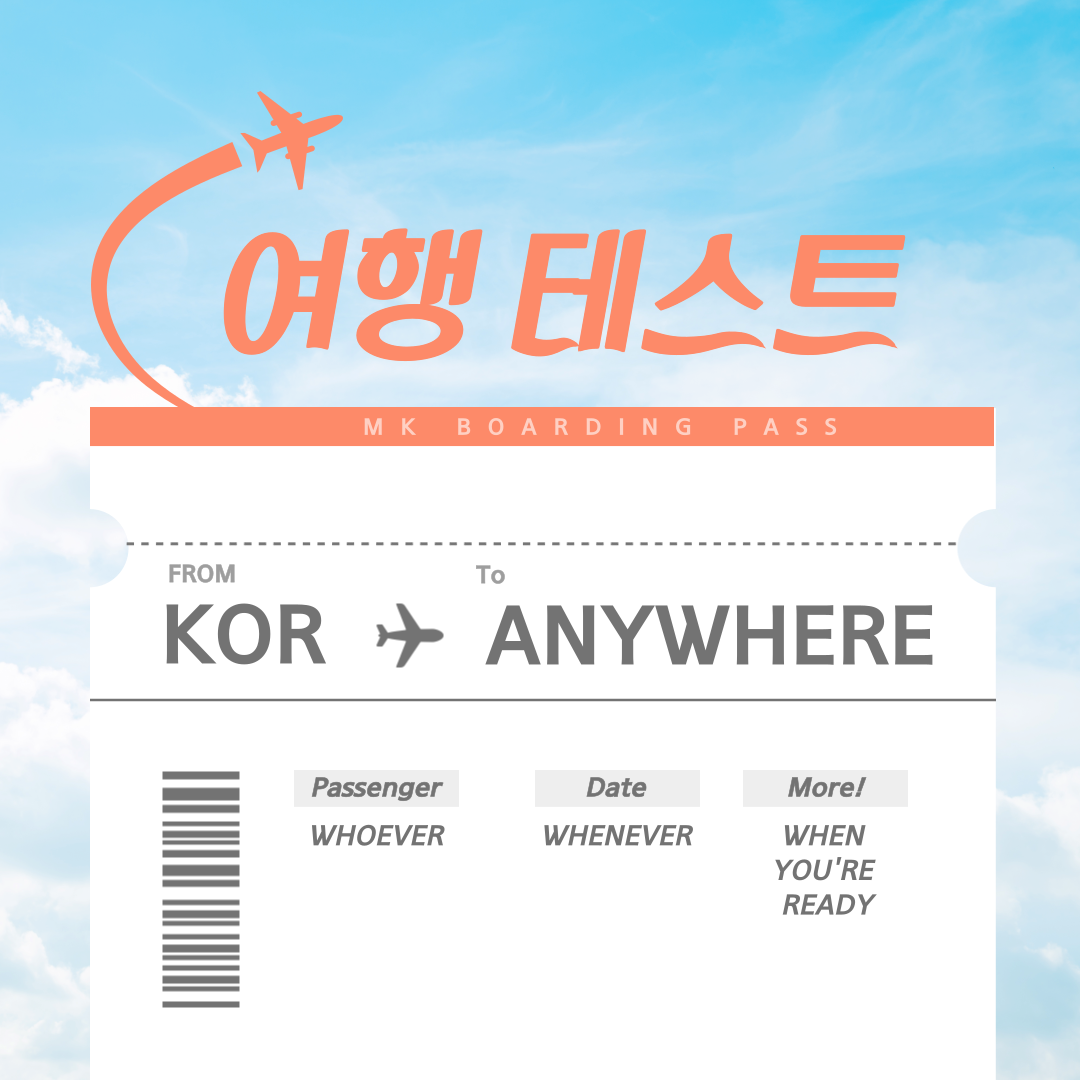 여행 테스트
MK BOARDING PASS
FROM
To
KOR
ANYWHERE
Passenger
Date
More!
WHOEVER
WHENEVER
WHEN
YOU'RE
READY